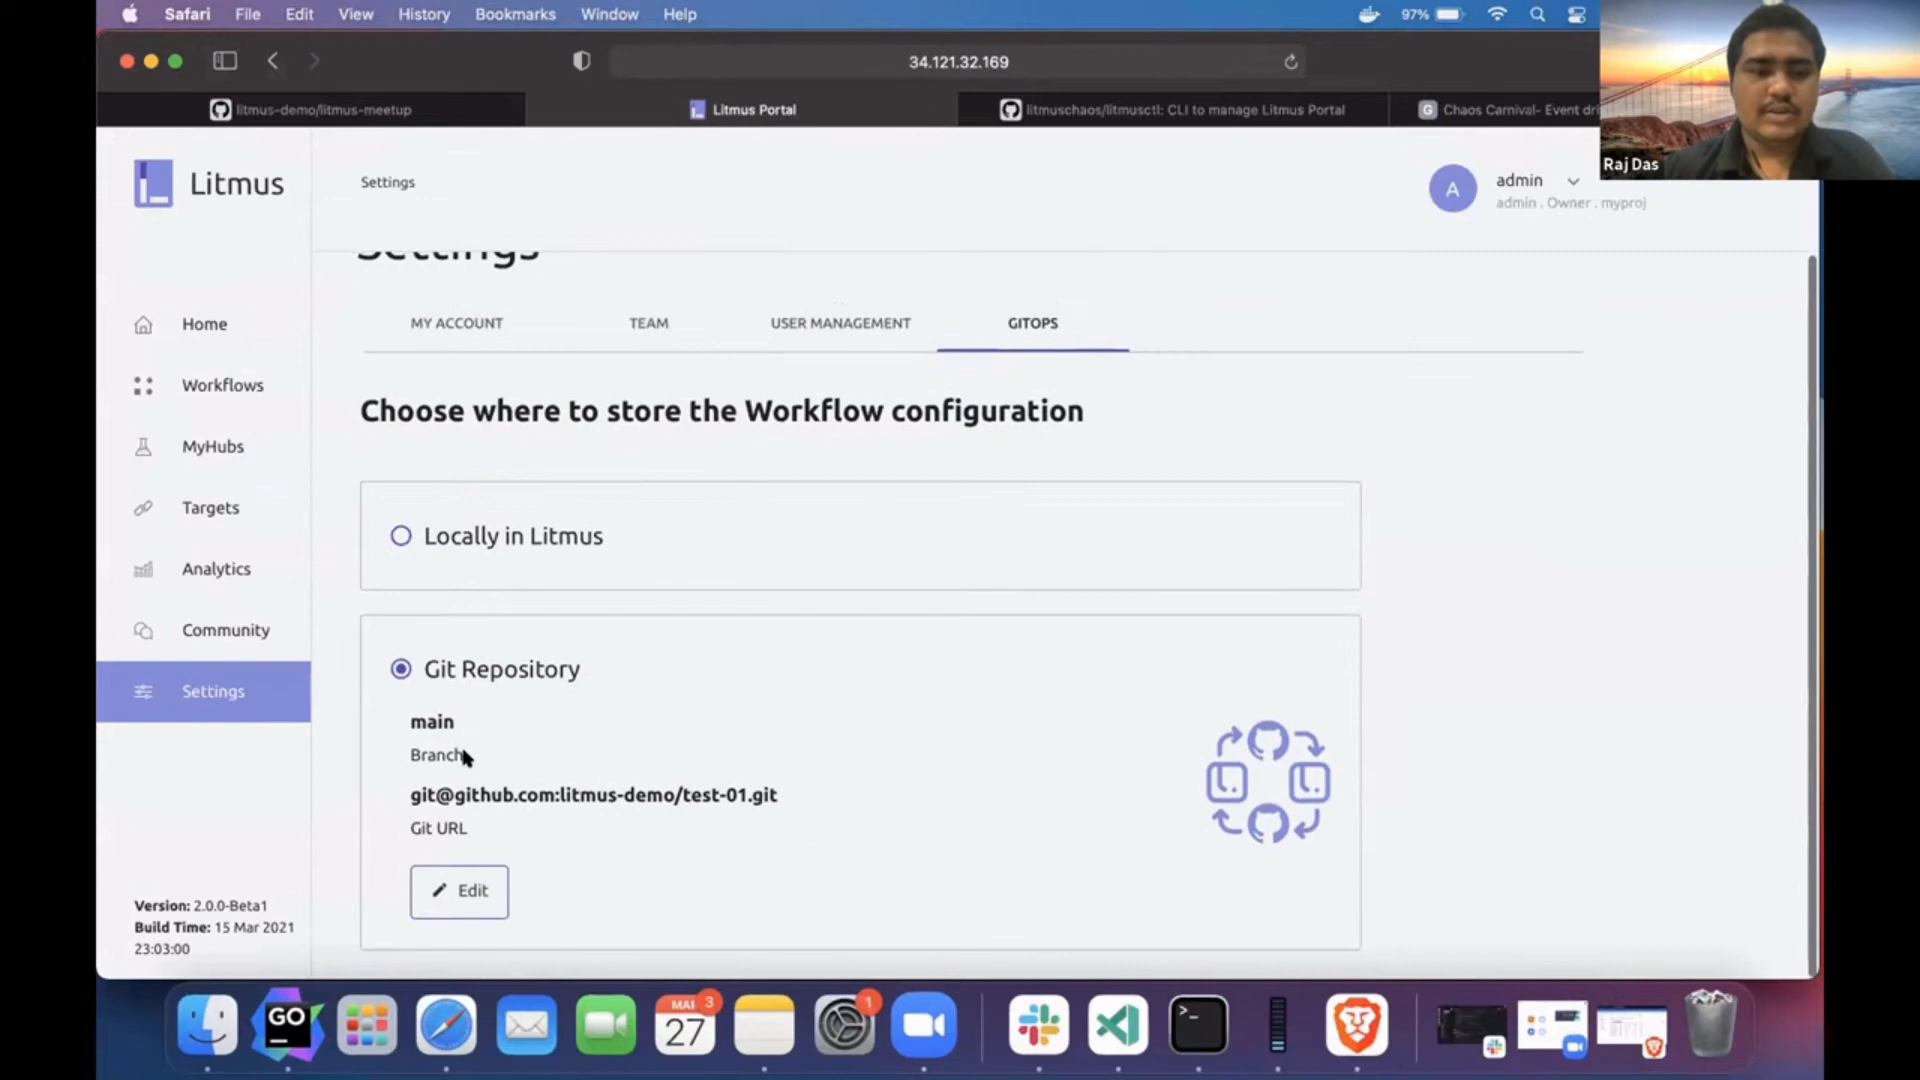 Safari File Edit View History Bookmarks Window Help
97%
34.121.32.169
litmus-demo/litmus-meetup
Litmus Portal
litmuschaos/litmusctl: CLI to manage Litmus Portal
G Chaos Carnival- Event dri
Raj Das
Litmus
Settings
A
admin
admin . Owner . myproj
Settings
MY ACCOUNT
TEAM
USER MANAGEMENT
GITOPS
Home
Workflows
MyHubs
Targets
Analytics
Community
Settings
Choose where to store the Workflow configuration
Locally in Litmus
Git Repository
main
Branch
git@github.com:litmus-demo/test-01.git
Git URL
Edit
Version: 2.0.0-Beta1
Build Time: 15 Mar 2021
23:03:00
GO
3
27
1